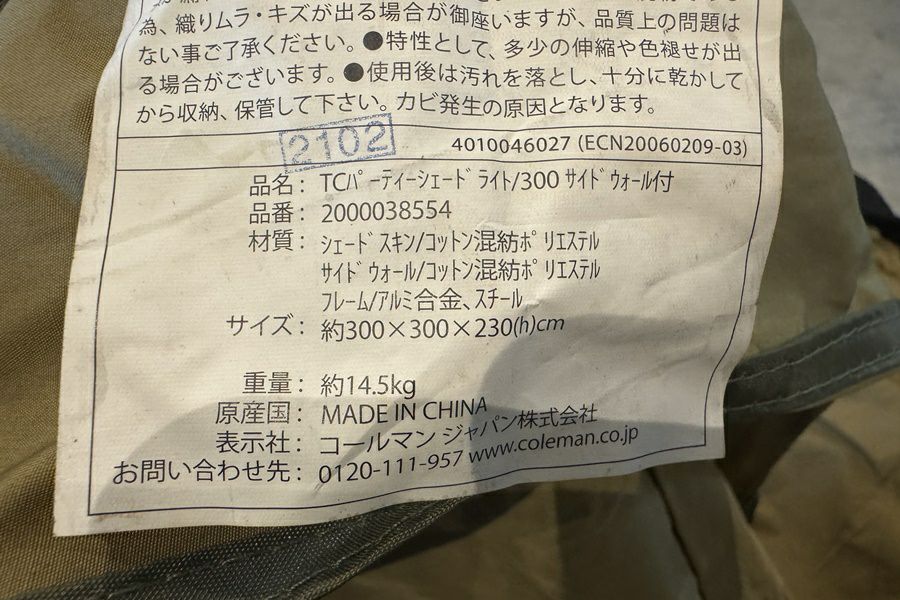 為、織りムラ・キズが出る場合が御座いますが、品質上の問題は
ない事ご了承ください。●特性として、多少の伸縮や色褪せが出
る場合がございます。●使用後は汚れを落とし、十分に乾かして
から収納、保管して下さい。カビ発生の原因となります。
2102
4010046027 (ECN20060209-03)
品名： TCパーティーシェードライト/300 サイドウォール付
品番： 2000038554
材質： シェードスキン/コットン混紡ポリエステル
サイドウォール/コットン混紡ポリエステル
フレーム/アルミ合金、スチール
サイズ： 約300×300×230(h)cm
重量： 約14.5kg
原産国： MADE IN CHINA
表示社： コールマン ジャパン株式会社
お問い合わせ先： 0120-111-957 www.coleman.co.jp